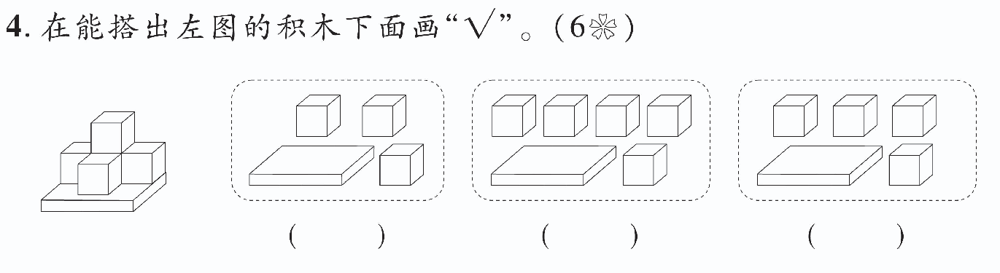 4. 在能搭出左图的积木下面画“√”。(6❀)
(    ) (    ) (    )